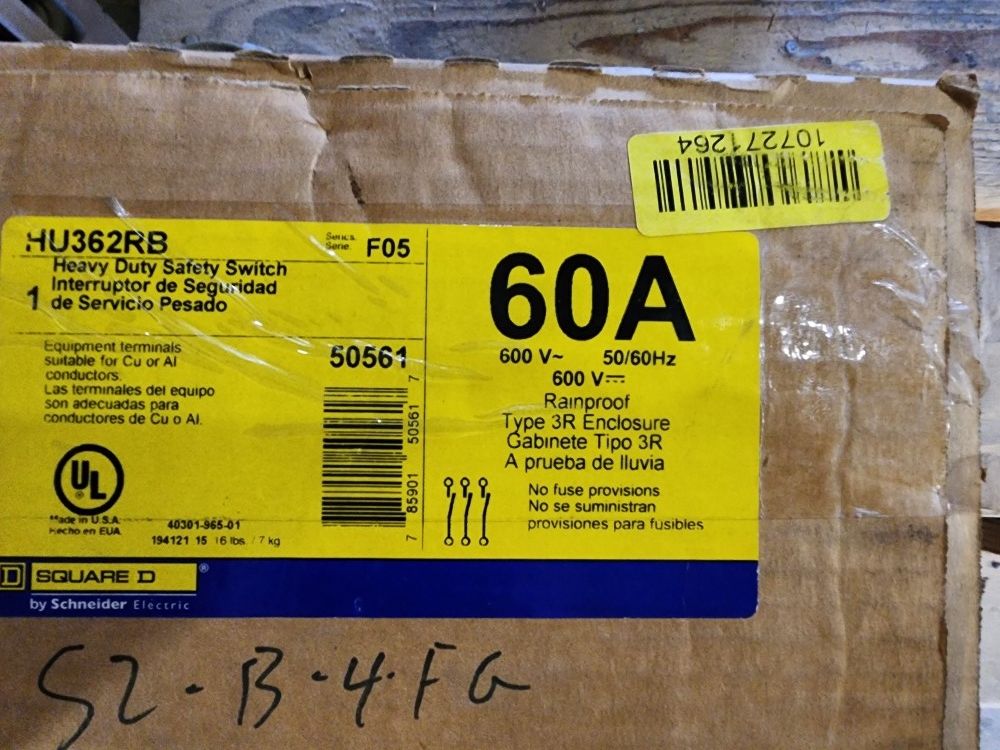 107271264
HU362RB
Series
Serie
F05
Heavy Duty Safety Switch
Interruptor de Seguridad
1 de Servicio Pesado
Equipment terminals
suitable for Cu or Al
conductors.
Las terminales del equipo
son adecuadas para
conductores de Cu o Al.
50561
7 85901 50561 7
UL
Made in U.S.A.
Hecho en EUA
40301-965-01
194121 15 16 lbs. / 7 kg
60A
600 V~ 50/60Hz
600 V⎓
Rainproof
Type 3R Enclosure
Gabinete Tipo 3R
A prueba de lluvia
No fuse provisions
No se suministran
provisiones para fusibles
D SQUARE D ®
by Schneider Electric
S2 · B · 4 · F G